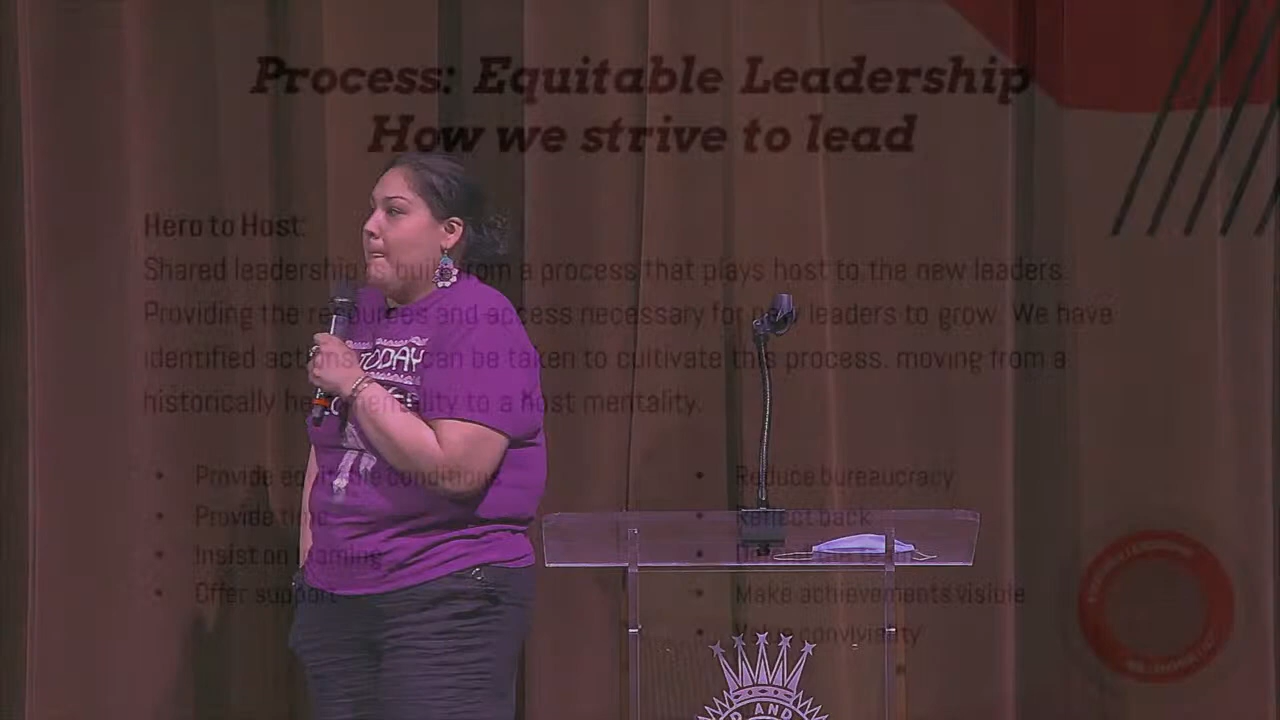 Process: Equitable Leadership
How we strive to lead
Hero to Host:
Shared leadership is built from a process that plays host to the new leaders.
Providing the resources and access necessary for new leaders to grow. We have
identified actions can be taken to cultivate this process, moving from a
historically hero mentality to a host mentality.
• Provide equitable conditions
• Provide time
• Insist on learning
• Offer support
• Reduce bureaucracy
• Reflect back
• Make achievements visible
• Value conviviality
TODAY
AND